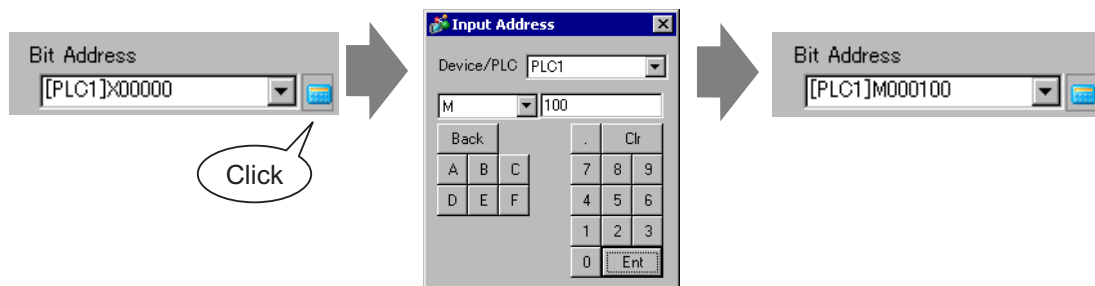 Bit Address
[PLC1]X00000
Click
Input Address
Device/PLC PLC1
M 100
Back . Clr
A B C 7 8 9
D E F 4 5 6
1 2 3
0 Ent
Bit Address
[PLC1]M000100